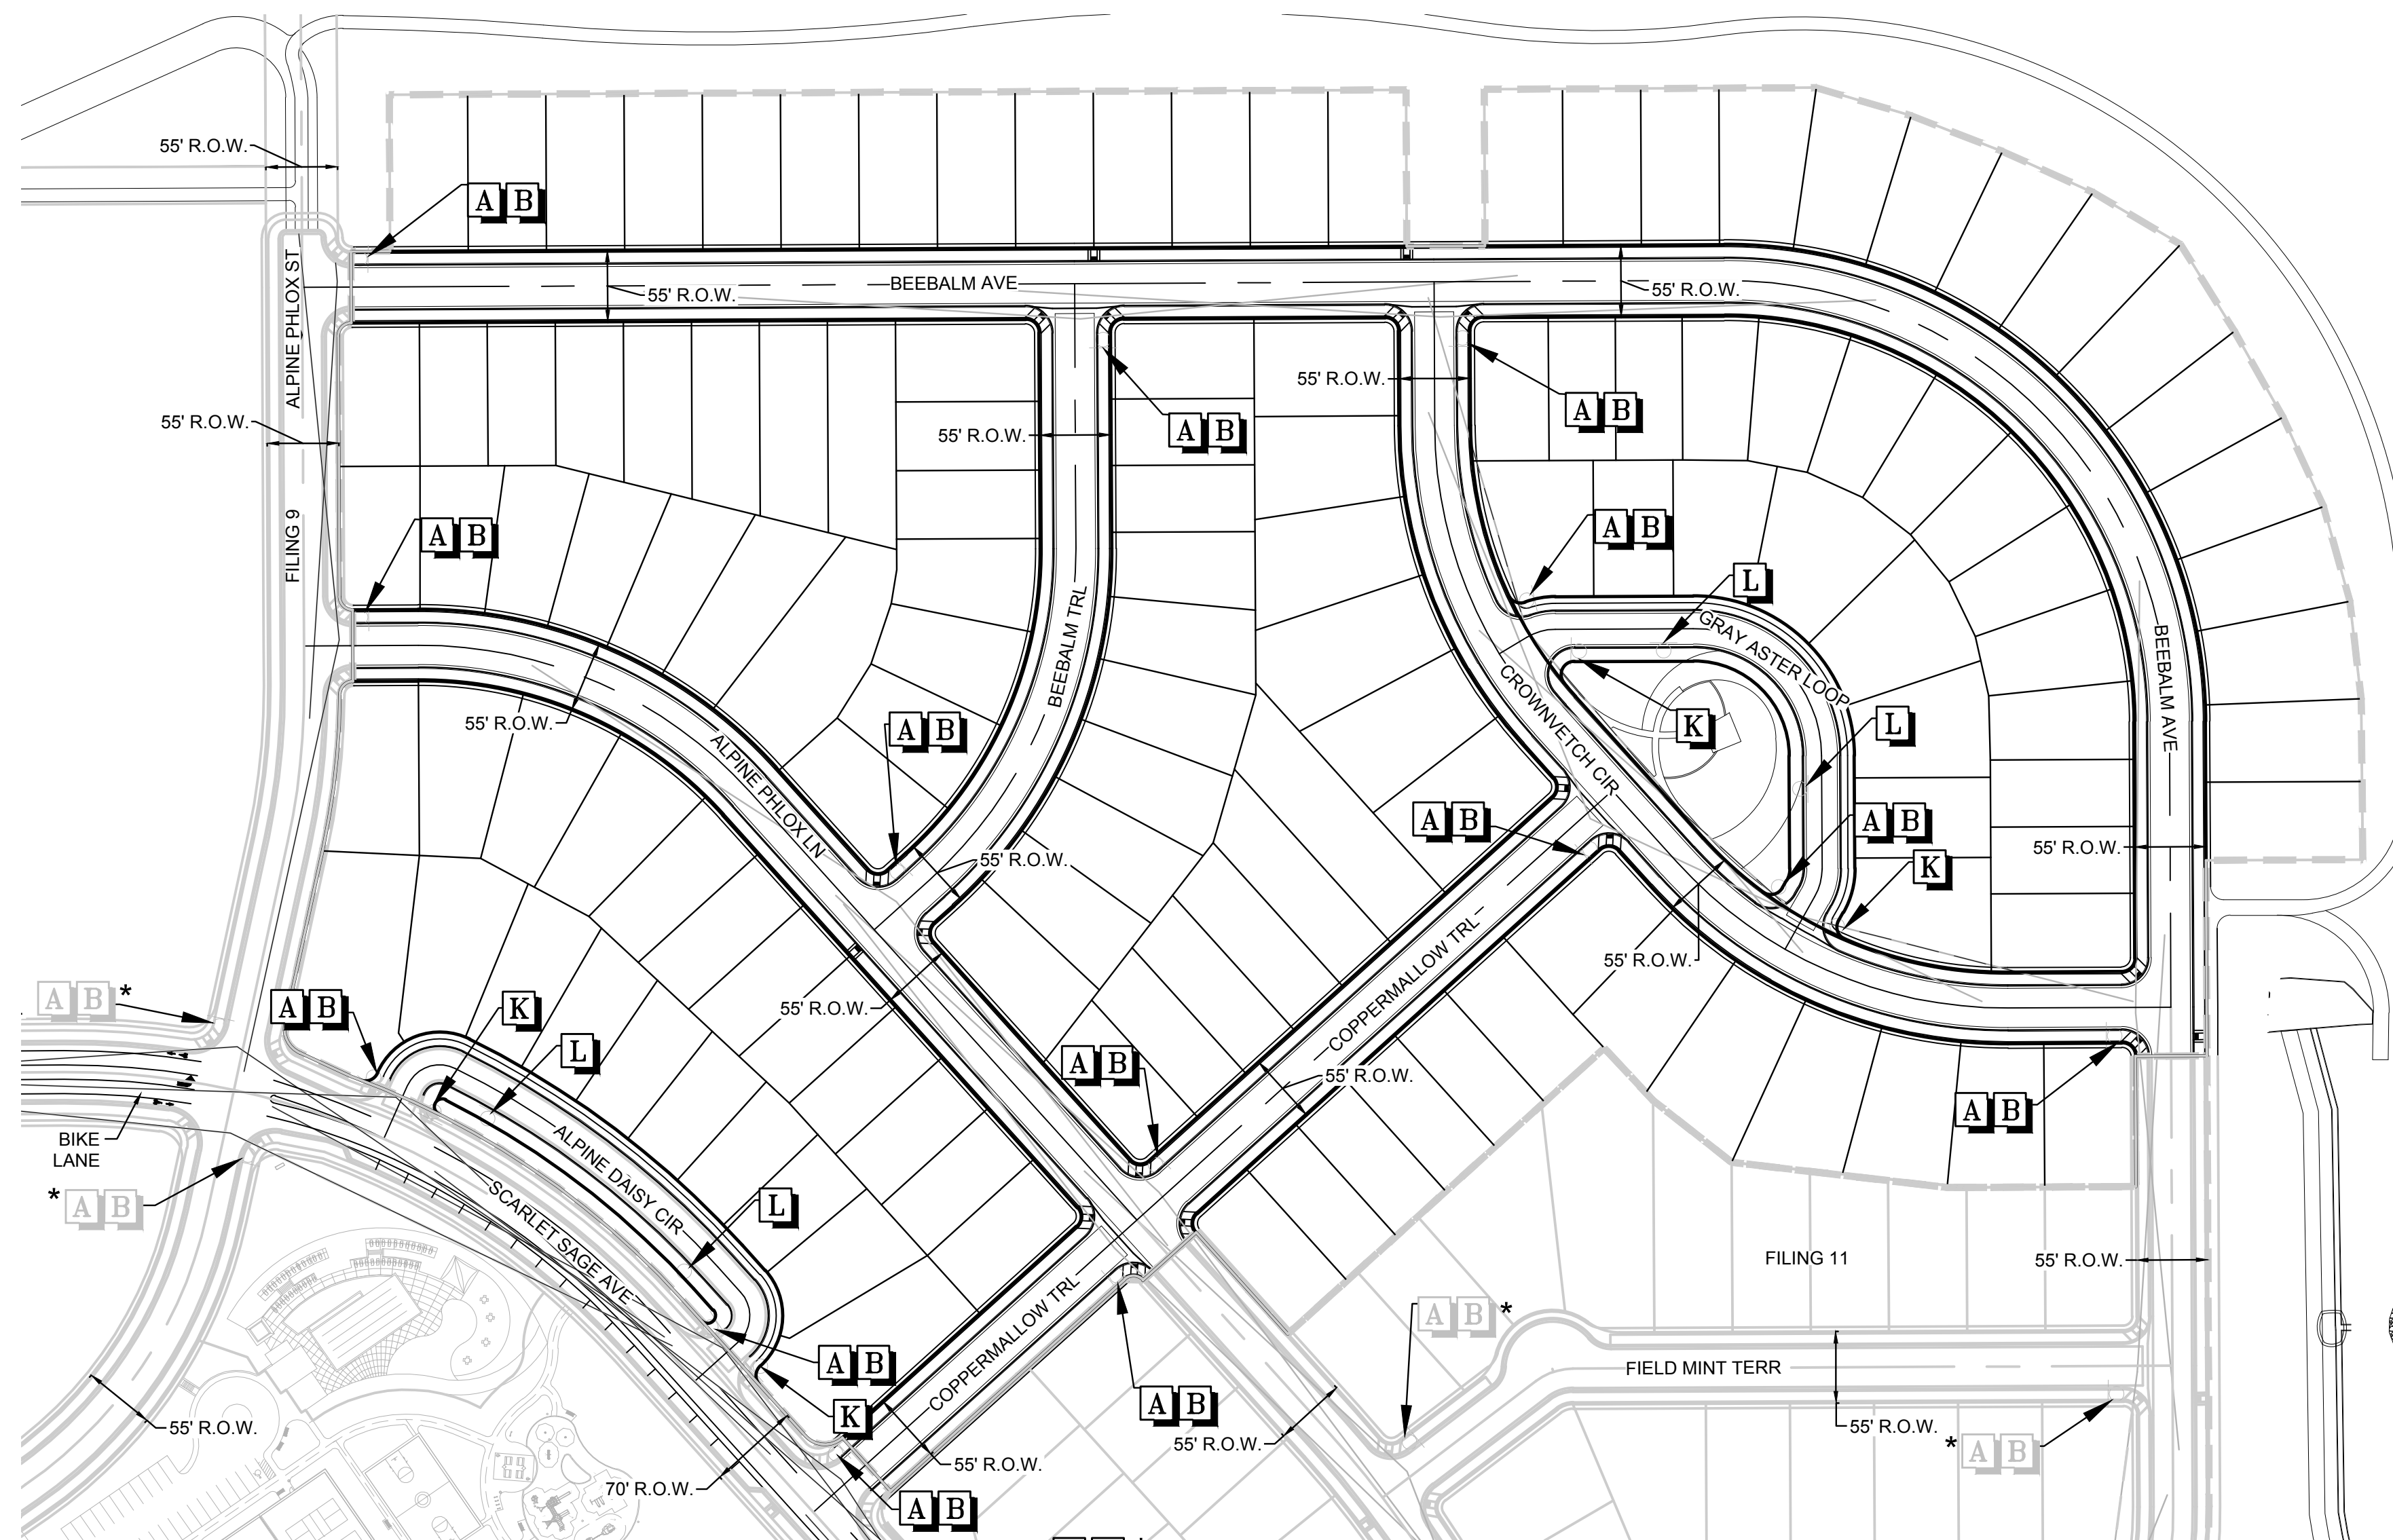 55' R.O.W.
A B
ALPINE PHLOX ST
BEEBALM AVE
55' R.O.W.
55' R.O.W.
55' R.O.W.
A B
55' R.O.W.
A B
55' R.O.W.
A B
FILING 9
A B
L
BEEBALM TRL
GRAY ASTER LOOP
BEEBALM AVE
CROWNVETCH CIR
K
L
55' R.O.W.
ALPINE PHLOX LN
A B
A B
A B
55' R.O.W.
55' R.O.W.
K
55' R.O.W.
A B *
A B
K
55' R.O.W.
COPPERMALLOW TRL
L
A B
55' R.O.W.
A B
BIKE
LANE
ALPINE DAISY CIR
* A B
SCARLET SAGE AVE
L
FILING 11
55' R.O.W.
COPPERMALLOW TRL
A B *
A B
FIELD MINT TERR
K
A B
55' R.O.W.
55' R.O.W.
55' R.O.W.
* A B
55' R.O.W.
70' R.O.W.
A B